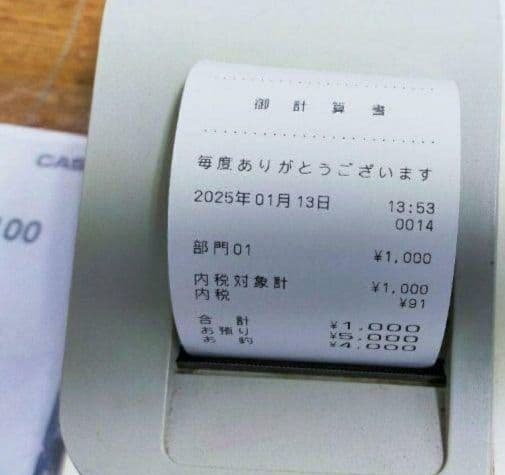 御計算書
毎度ありがとうございます
2025年01月13日 13:53
0014
部門01 ¥1,000
内税対象計 ¥1,000
内税 ¥91
合計 ¥1,000
お預り ¥5,000
お釣 ¥4,000
CAS
00